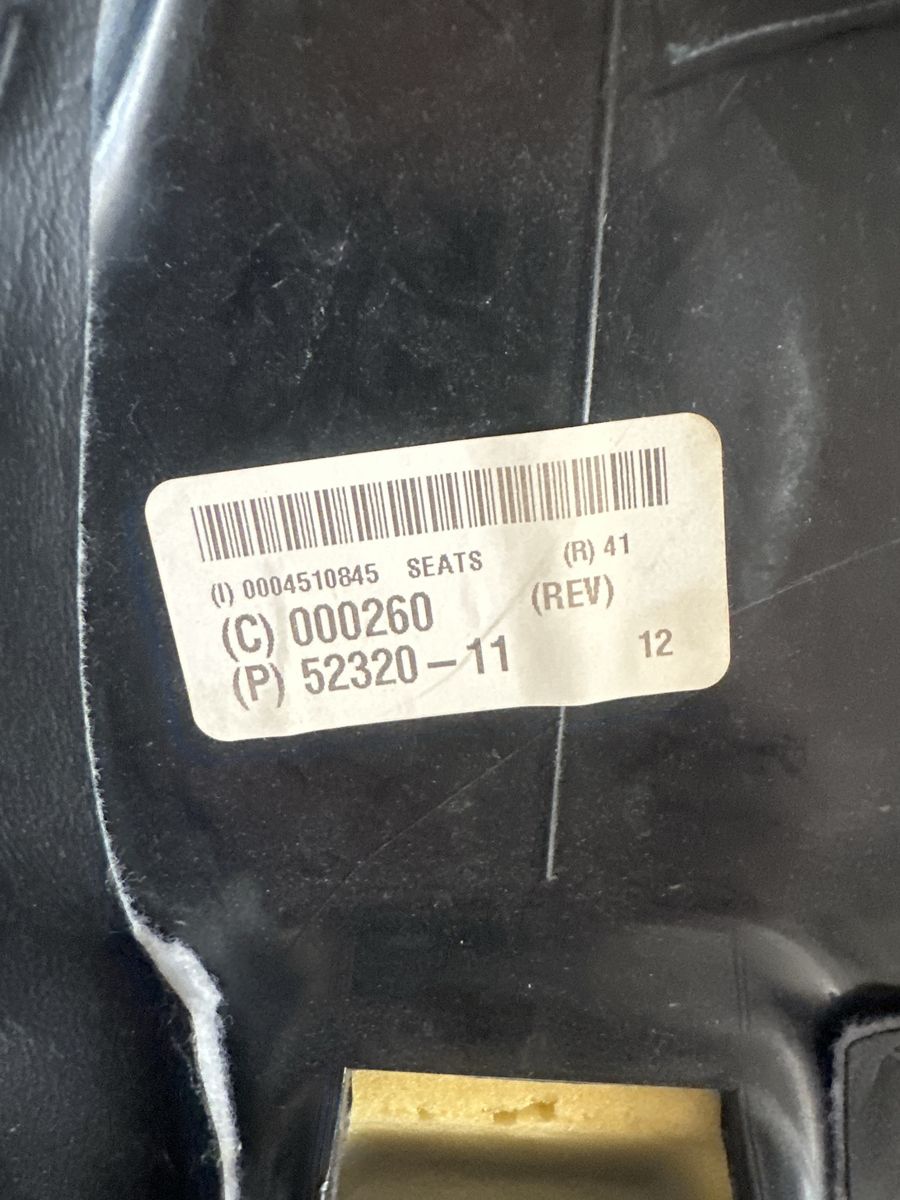 (I) 0004510845 SEATS (R) 41
(C) 000260 (REV)
(P) 52320-11 12